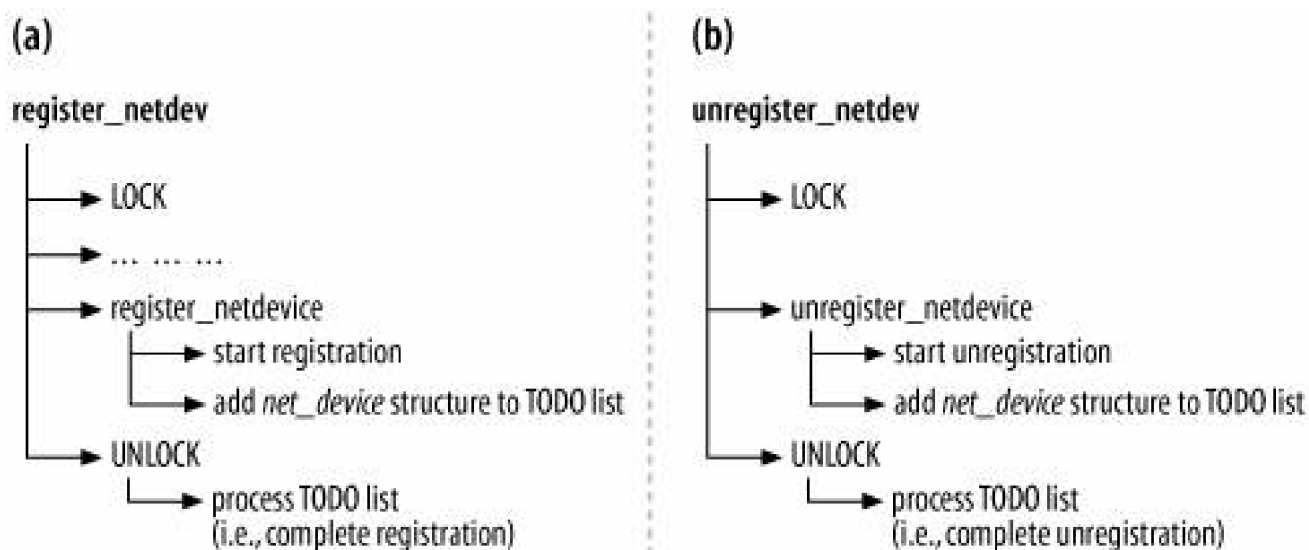 (a)
register_netdev
LOCK
... ... ...
register_netdevice
start registration
add net_device structure to TODO list
UNLOCK
process TODO list
(i.e., complete registration)
(b)
unregister_netdev
LOCK
unregister_netdevice
start unregistration
add net_device structure to TODO list
UNLOCK
process TODO list
(i.e., complete unregistration)